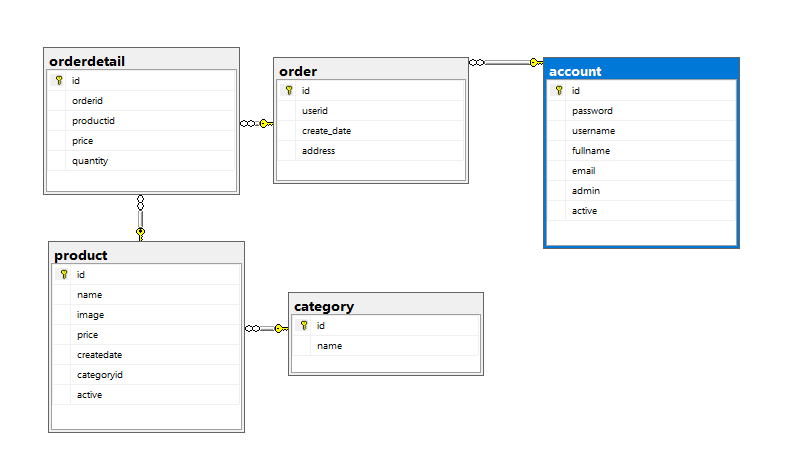 orderdetail
id
orderid
productid
price
quantity
order
id
userid
create_date
address
account
id
password
username
fullname
email
admin
active
product
id
name
image
price
createdate
categoryid
active
category
id
name